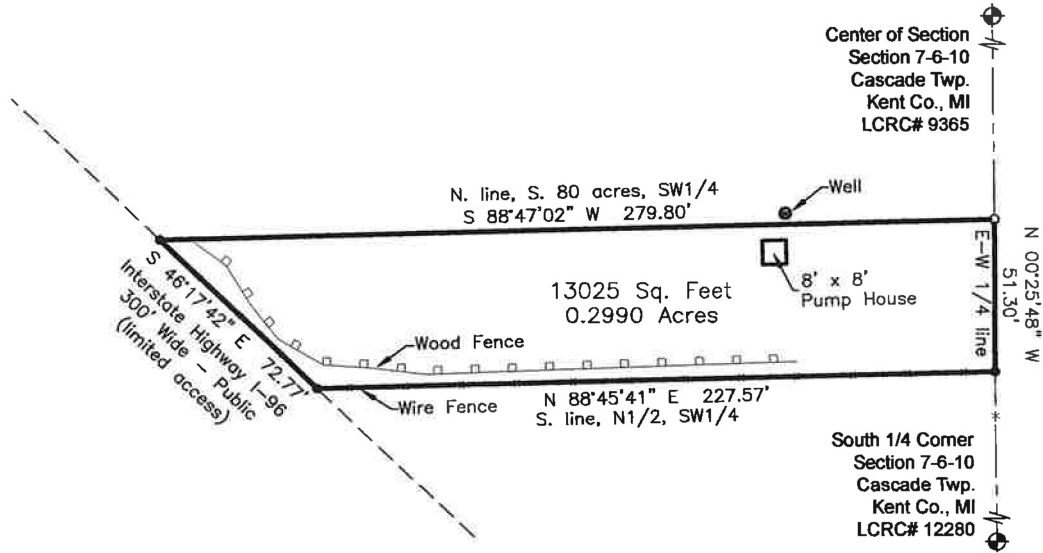 Center of Section
Section 7-6-10
Cascade Twp.
Kent Co., MI
LCRC# 9365
N. line, S. 80 acres, SW1/4
S 88°47'02" W 279.80'
Well
N 00°25'48" W
51.30'
E-W 1/4 line
8' x 8'
Pump House
13025 Sq. Feet
0.2990 Acres
S 46°17'42" E 72.77'
Interstate Highway I-96
300' Wide - Public
(limited access)
Wood Fence
Wire Fence
N 88°45'41" E 227.57'
S. line, N1/2, SW1/4
South 1/4 Corner
Section 7-6-10
Cascade Twp.
Kent Co., MI
LCRC# 12280